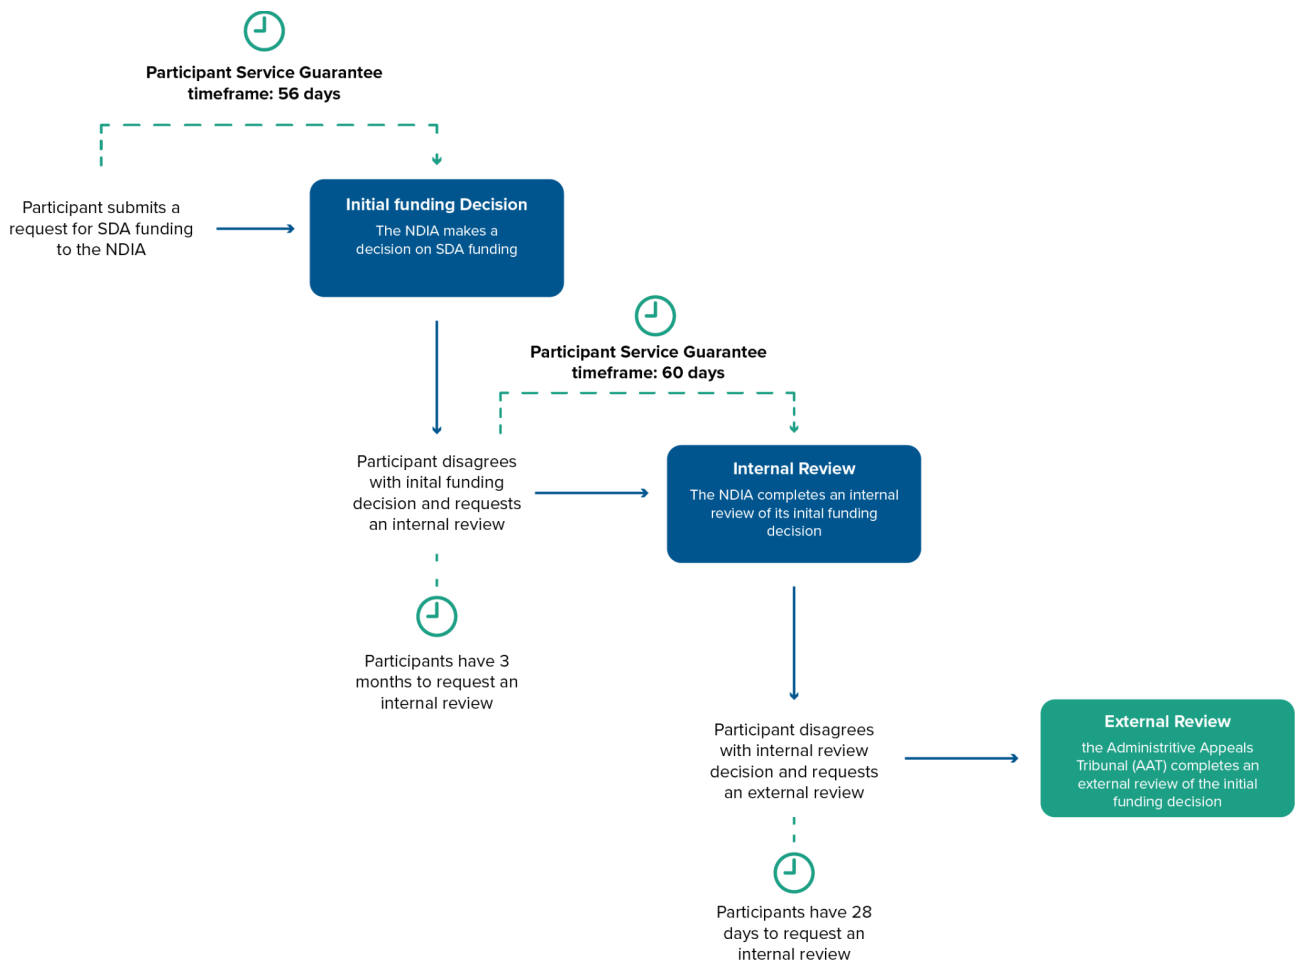 Participant Service Guarantee
timeframe: 56 days
Participant submits a
request for SDA funding
to the NDIA
Initial funding Decision
The NDIA makes a
decision on SDA funding
Participant Service Guarantee
timeframe: 60 days
Participant disagrees
with inital funding
decision and requests
an internal review
Internal Review
The NDIA completes an internal
review of its inital funding
decision
Participants have 3
months to request an
internal review
Participant disagrees
with internal review
decision and requests
an external review
External Review
the Administritive Appeals
Tribunal (AAT) completes an
external review of the initial
funding decision
Participants have 28
days to request an
internal review